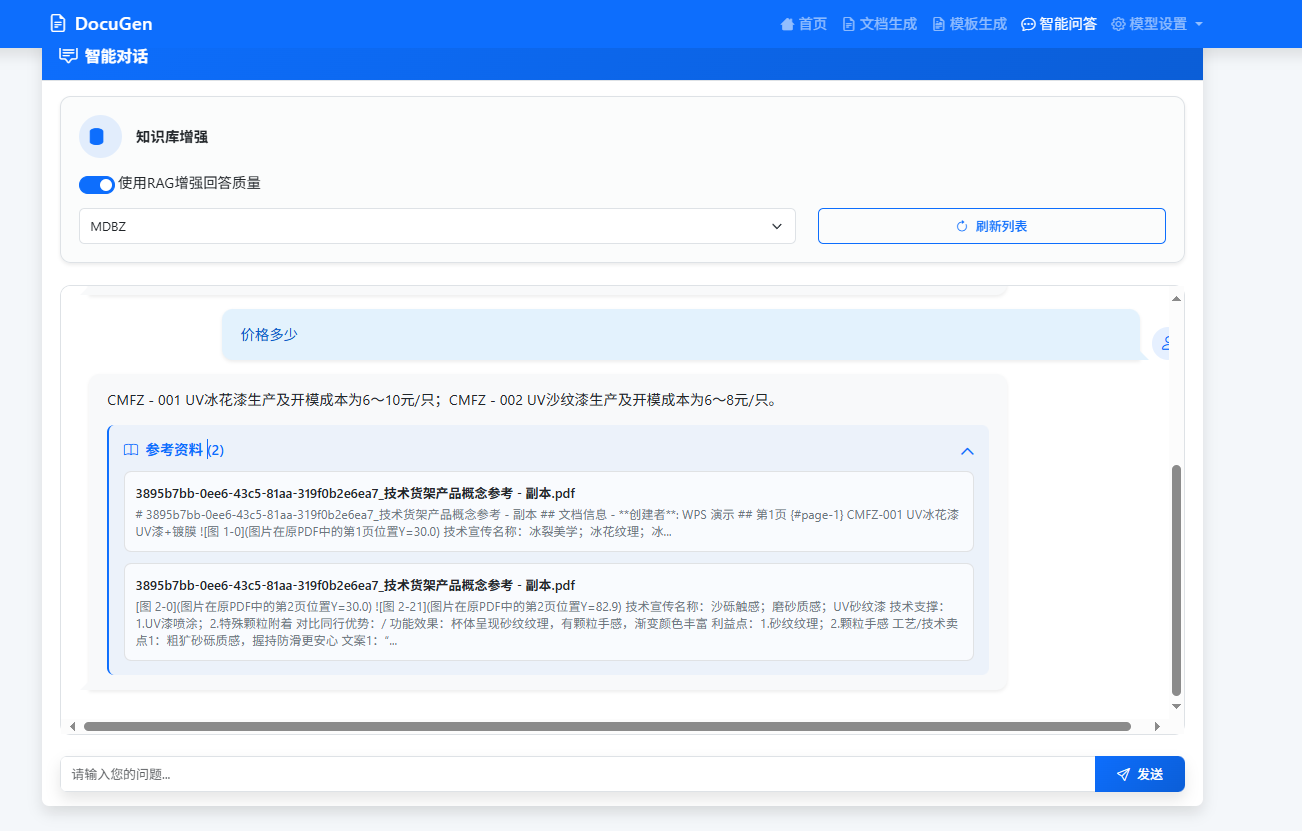 DocuGen
首页
文档生成
模板生成
智能问答
模型设置
智能对话
知识库增强
使用RAG增强回答质量
MDBZ
刷新列表
价格多少
CMFZ - 001 UV冰花漆生产及开模成本为6～10元/只；CMFZ - 002 UV沙纹漆生产及开模成本为6～8元/只。
参考资料 (2)
3895b7bb-0ee6-43c5-81aa-319f0b2e6ea7_技术货架产品概念参考 - 副本.pdf
# 3895b7bb-0ee6-43c5-81aa-319f0b2e6ea7_技术货架产品概念参考 - 副本 ## 文档信息 - **创建者**: WPS 演示 ## 第1页 {#page-1} CMFZ-001 UV冰花漆
UV漆+镀膜 ![图 1-0](图片在原PDF中的第1页位置Y=30.0) 技术宣传名称：冰裂美学；冰花纹理；冰...
3895b7bb-0ee6-43c5-81aa-319f0b2e6ea7_技术货架产品概念参考 - 副本.pdf
[图 2-0](图片在原PDF中的第2页位置Y=30.0) ![图 2-21](图片在原PDF中的第2页位置Y=82.9) 技术宣传名称：沙砾触感；磨砂质感；UV砂纹漆 技术支撑：
1.UV漆喷涂；2.特殊颗粒附着 对比同行优势：/ 功能效果：杯体呈现砂纹纹理，有颗粒手感，渐变颜色丰富 利益点：1.砂纹纹理；2.颗粒手感 工艺/技术卖
点1：粗犷砂砾质感，握持防滑更安心 文案1：“...
请输入您的问题...
发送